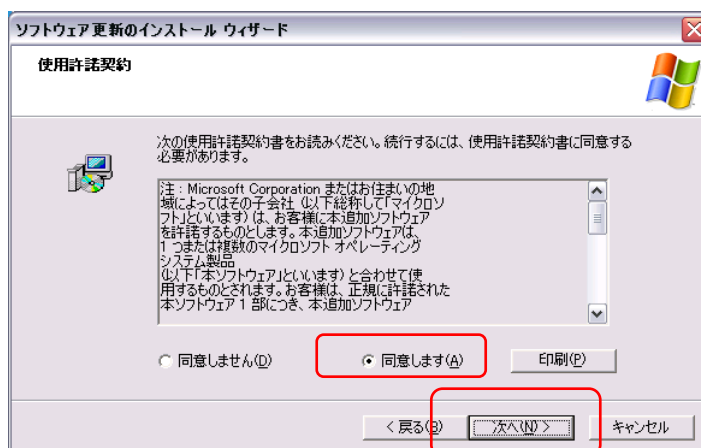 ソフトウェア更新のインストール ウィザード
使用許諾契約
次の使用許諾契約書をお読みください。続行するには、使用許諾契約書に同意する
必要があります。
注 : Microsoft Corporation またはお住まいの地
域によってはその子会社 (以下総称して「マイクロソ
フト」といいます) は、お客様に本追加ソフトウェア
を許諾するものとします。本追加ソフトウェアは、
1 つまたは複数のマイクロソフト オペレーティング
システム製品
(以下「本ソフトウェア」といいます) と合わせて使
用するものとされます。お客様は、正規に許諾された
本ソフトウェア 1 部につき、本追加ソフトウェア
同意しません(D)
同意します(A)
印刷(P)
< 戻る(B)
次へ(N) >
キャンセル